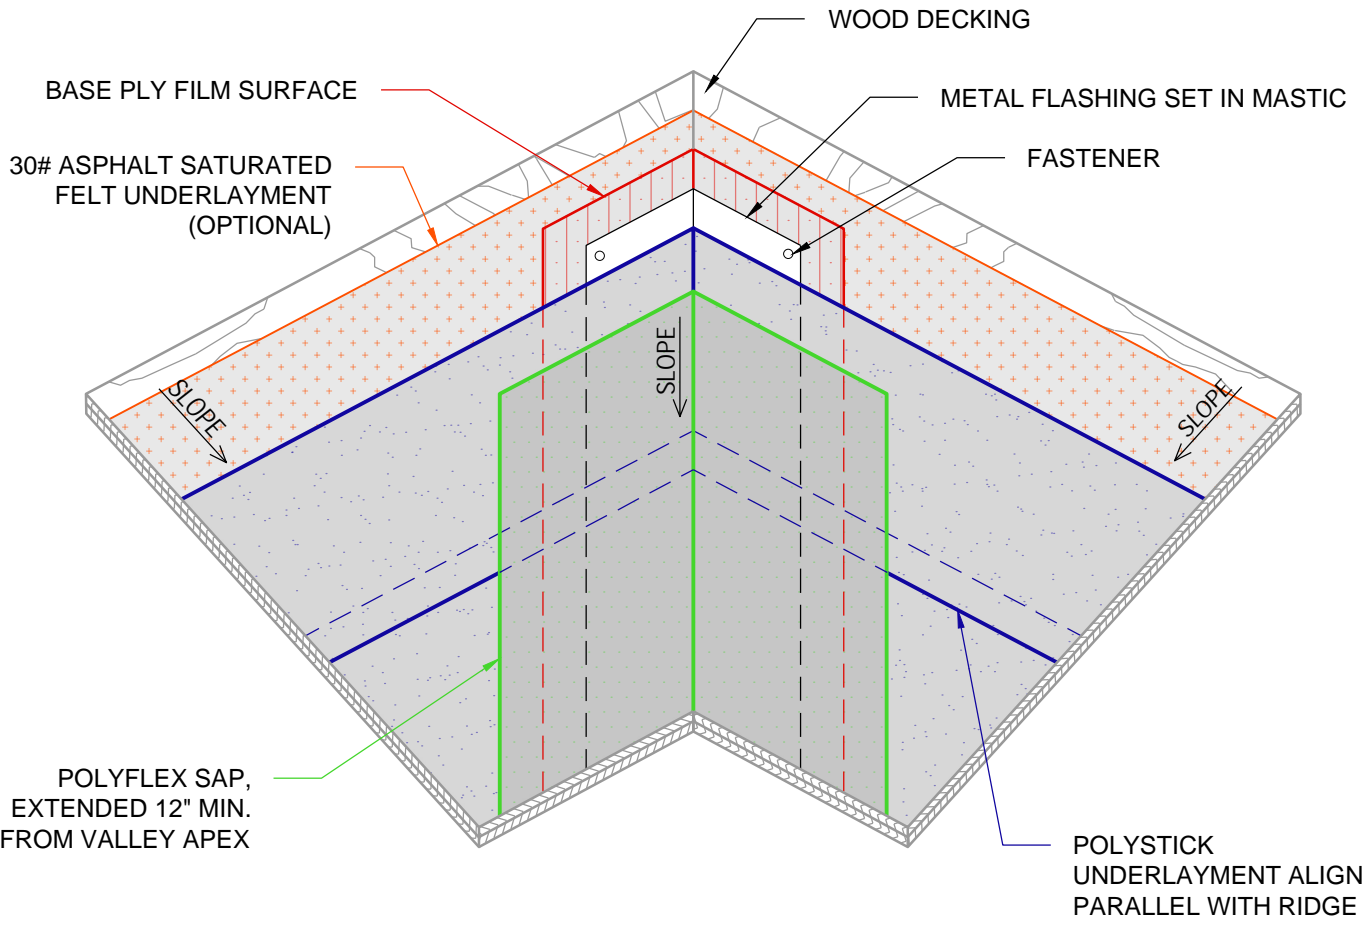 WOOD DECKING
BASE PLY FILM SURFACE
METAL FLASHING SET IN MASTIC
30# ASPHALT SATURATED
FELT UNDERLAYMENT
(OPTIONAL)
FASTENER
SLOPE
SLOPE
SLOPE
POLYFLEX SAP,
EXTENDED 12" MIN.
FROM VALLEY APEX
POLYSTICK
UNDERLAYMENT ALIGN
PARALLEL WITH RIDGE